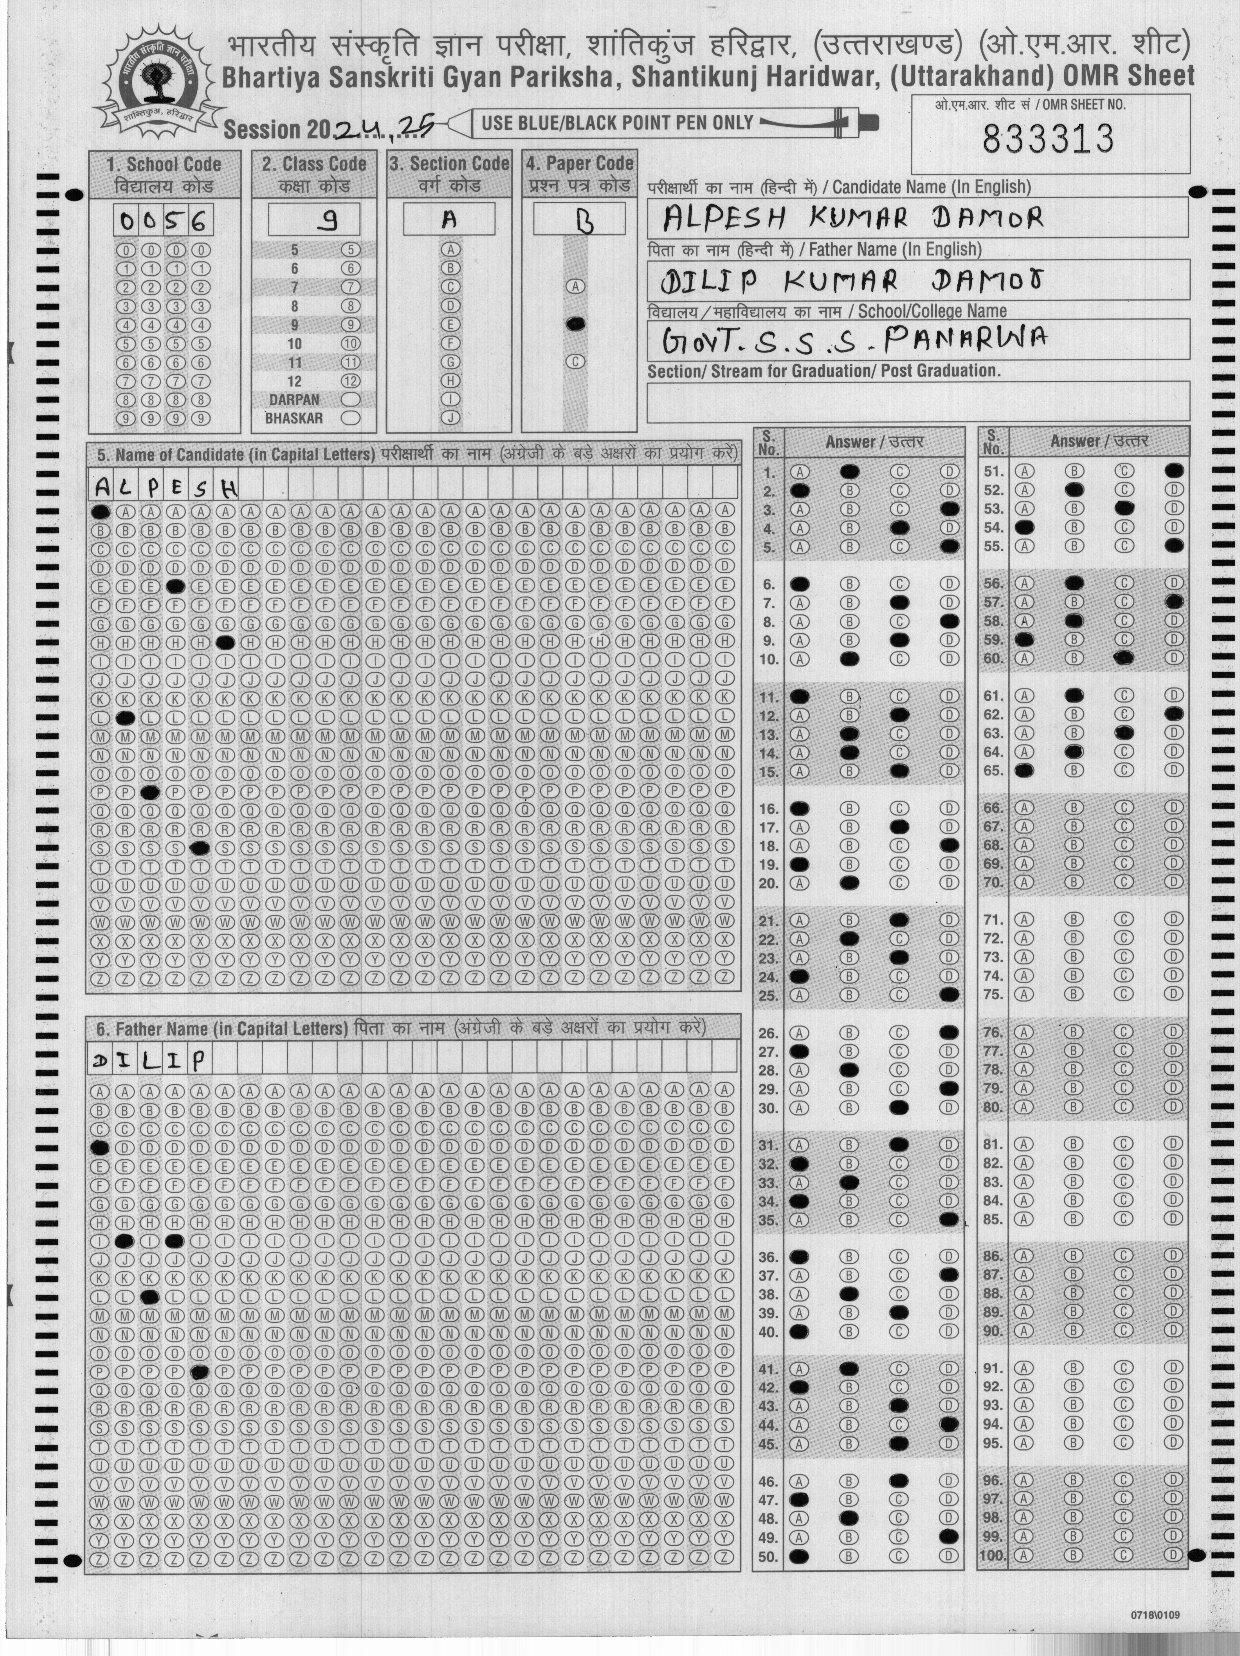 भारतीय संस्कृति ज्ञान परीक्षा, शांतिकुंज हरिद्वार, (उत्तराखण्ड) (ओ.एम.आर. शीट)
Bhartiya Sanskriti Gyan Pariksha, Shantikunj Haridwar, (Uttarakhand) OMR Sheet
भारतीय संस्कृति ज्ञान परीक्षा
शान्तिकुञ्ज, हरिद्वार
Session 2024,25
USE BLUE/BLACK POINT PEN ONLY
ओ.एम.आर. शीट सं / OMR SHEET NO.
833313
1. School Code
विद्यालय कोड
0056
2. Class Code
कक्षा कोड
9
5
6
7
8
9
10
11
12
DARPAN
BHASKAR
3. Section Code
वर्ग कोड
A
4. Paper Code
प्रश्न पत्र कोड
B
परीक्षार्थी का नाम (हिन्दी में) / Candidate Name (In English)
ALPESH KUMAR DAMOR
पिता का नाम (हिन्दी में) / Father Name (In English)
DILIP KUMAR DAMOR
विद्यालय/महाविद्यालय का नाम / School/College Name
GOVT. S.S.S. PANARWA
Section/ Stream for Graduation/ Post Graduation.
5. Name of Candidate (in Capital Letters) परीक्षार्थी का नाम (अंग्रेजी के बड़े अक्षरों का प्रयोग करें)
ALPESH
6. Father Name (in Capital Letters) पिता का नाम (अंग्रेजी के बड़े अक्षरों का प्रयोग करें)
DILIP
S. No. Answer / उत्तर
S. No. Answer / उत्तर
0718\0109